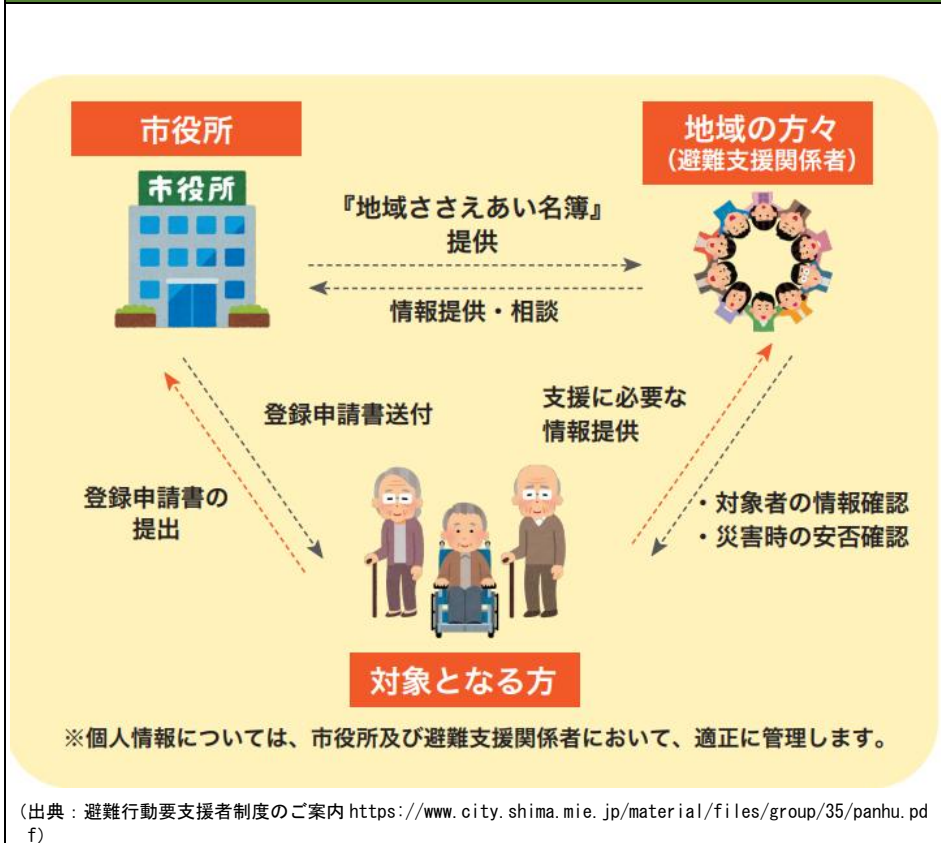 市役所
地域の方々
（避難支援関係者）
市役所
『地域ささえあい名簿』
提供
情報提供・相談
登録申請書送付
支援に必要な
情報提供
登録申請書の
提出
・対象者の情報確認
・災害時の安否確認
対象となる方
※個人情報については、市役所及び避難支援関係者において、適正に管理します。
（出典：避難行動要支援者制度のご案内 https://www.city.shima.mie.jp/material/files/group/35/panhu.pd
f）